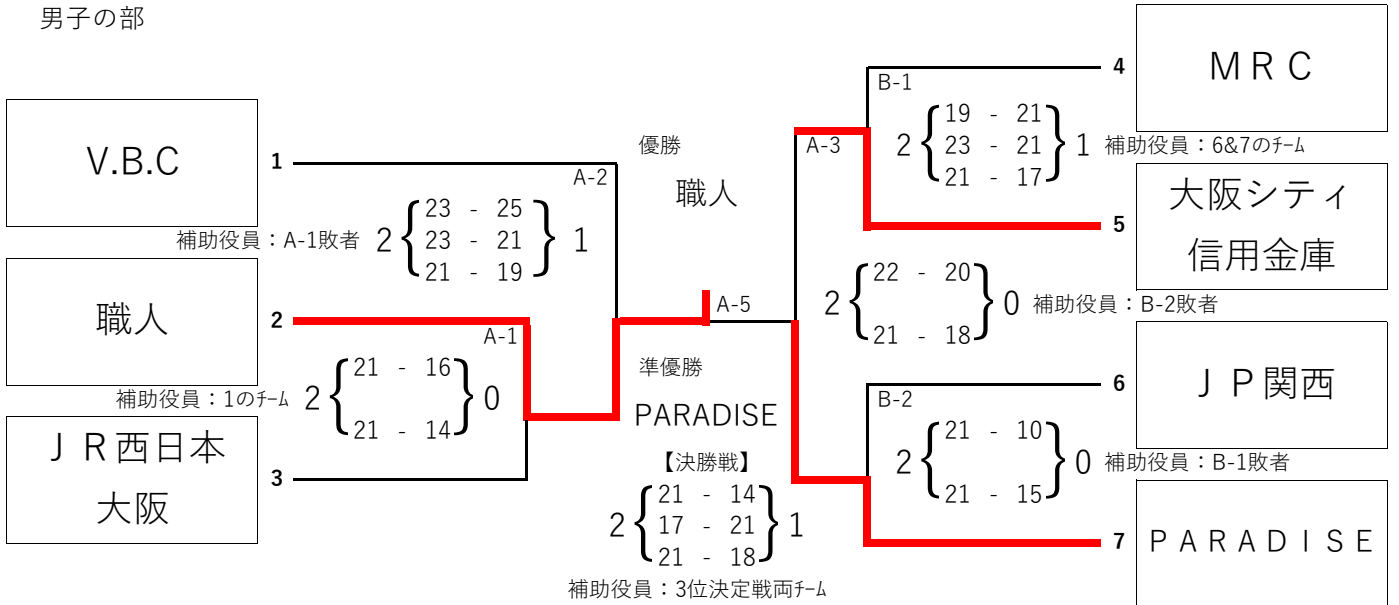 男子の部
V.B.C
1
補助役員：A-1敗者
A-2
2 23 - 25 1
23 - 21
21 - 19
職人
2
A-1
補助役員：1のﾁｰﾑ
2 21 - 16 0
21 - 14
ＪＲ西日本
大阪
3
優勝
職人
A-5
準優勝
PARADISE
【決勝戦】
2 21 - 14 1
17 - 21
21 - 18
補助役員：3位決定戦両ﾁｰﾑ
4
ＭＲＣ
B-1
2 19 - 21 1
23 - 21
21 - 17
補助役員：6&7のﾁｰﾑ
A-3
5
大阪シティ
信用金庫
2 22 - 20 0
21 - 18
補助役員：B-2敗者
6
ＪＰ関西
B-2
2 21 - 10 0
21 - 15
補助役員：B-1敗者
7
ＰＡＲＡＤＩＳＥ